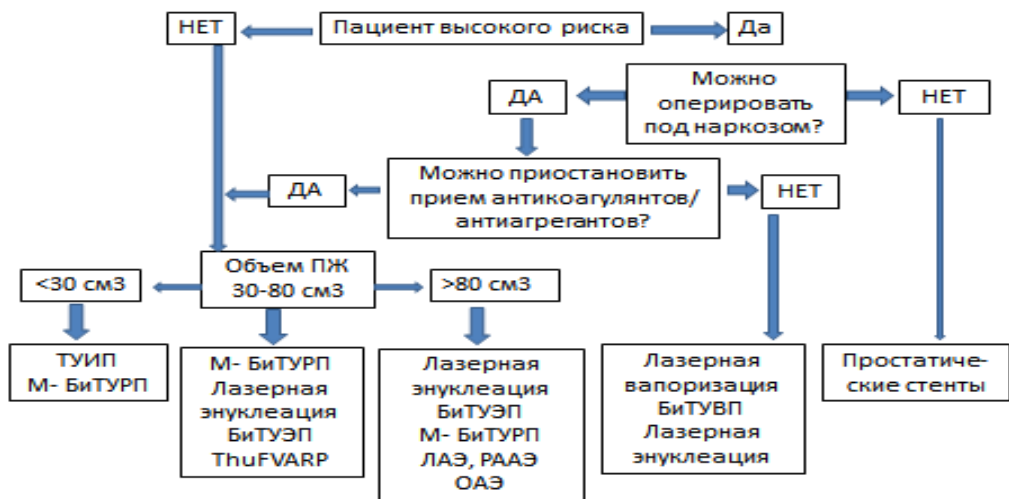 НЕТ
Пациент высокого риска
Да
Можно
оперировать
под наркозом?
ДА
НЕТ
Можно приостановить
прием антикоагулянтов/
антиагрегантов?
ДА
НЕТ
Объем ПЖ
30-80 см3
<30 см3
>80 см3
ТУИП
М- БиТУРП
М- БиТУРП
Лазерная
энуклеация
БиТУЭП
ThuFVARP
Лазерная
энуклеация
БиТУЭП
М- БиТУРП
ЛАЭ, РААЭ
ОАЭ
Лазерная
вапоризация
БиТУВП
Лазерная
энуклеация
Простатиче-
ские стенты